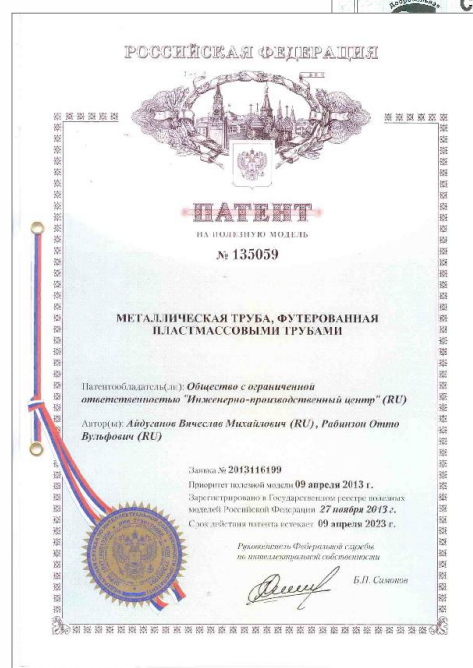 РОССИЙСКАЯ ФЕДЕРАЦИЯ
ПАТЕНТ
НА ПОЛЕЗНУЮ МОДЕЛЬ
№ 135059
МЕТАЛЛИЧЕСКАЯ ТРУБА, ФУТЕРОВАННАЯ
ПЛАСТМАССОВЫМИ ТРУБАМИ
Патентообладатель(ли): Общество с ограниченной
ответственностью "Инженерно-производственный центр" (RU)
Автор(ы): Айдуганов Вячеслав Михайлович (RU), Рабинзон Отто
Вульфович (RU)
Заявка № 2013116199
Приоритет полезной модели 09 апреля 2013 г.
Зарегистрировано в Государственном реестре полезных
моделей Российской Федерации 27 ноября 2013 г.
Срок действия патента истекает 09 апреля 2023 г.
Руководитель Федеральной службы
по интеллектуальной собственности
Б.П. Симонов